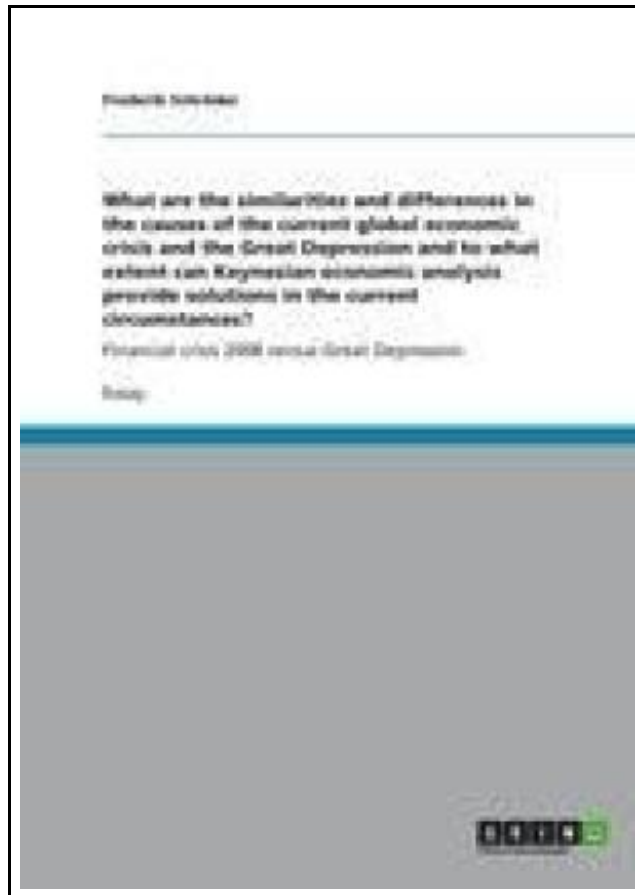 What are the similarities and differences in
the causes of the current global economic
crisis and the Great Depression and to what
extent can Keynesian economic analysis
provide solutions in the current
circumstances?
Financial crisis 2008 versus Great Depression
Essay
GRIN